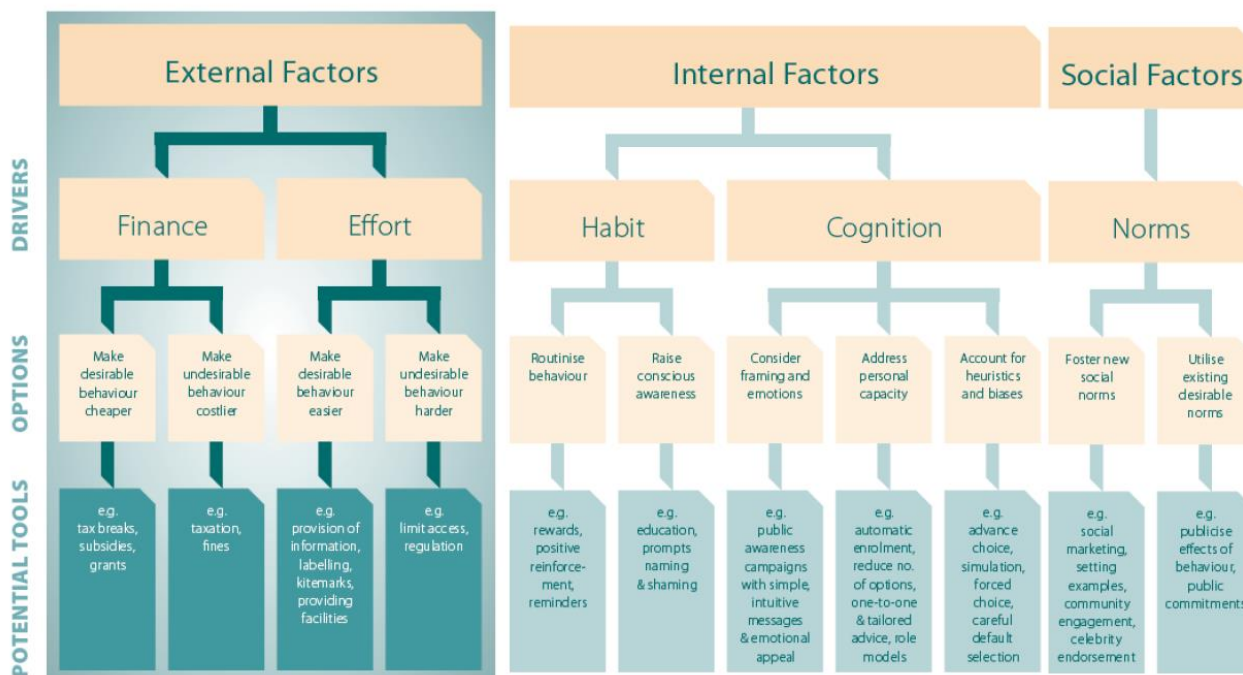 External Factors
Internal Factors
Social Factors
DRIVERS
Finance
Effort
Habit
Cognition
Norms
OPTIONS
Make
desirable
behaviour
cheaper
Make
undesirable
behaviour
costlier
Make
desirable
behaviour
easier
Make
undesirable
behaviour
harder
Routinise
behaviour
Raise
conscious
awareness
Consider
framing and
emotions
Address
personal
capacity
Account for
heuristics
and biases
Foster new
social
norms
Utilise
existing
desirable
norms
POTENTIAL TOOLS
e.g.
tax breaks,
subsidies,
grants
e.g.
taxation,
fines
e.g.
provision of
information,
labelling,
kitemarks,
providing
facilities
e.g.
limit access,
regulation
e.g.
rewards,
positive
reinforce-
ment,
reminders
e.g.
education,
prompts
naming
& shaming
e.g.
public
awareness
campaigns
with simple,
intuitive
messages
& emotional
appeal
e.g.
automatic
enrolment,
reduce no.
of options,
one-to-one
& tailored
advice, role
models
e.g.
advance
choice,
simulation,
forced
choice,
careful
default
selection
e.g.
social
marketing,
setting
examples,
community
engagement,
celebrity
endorsement
e.g.
publicise
effects of
behaviour,
public
commitments